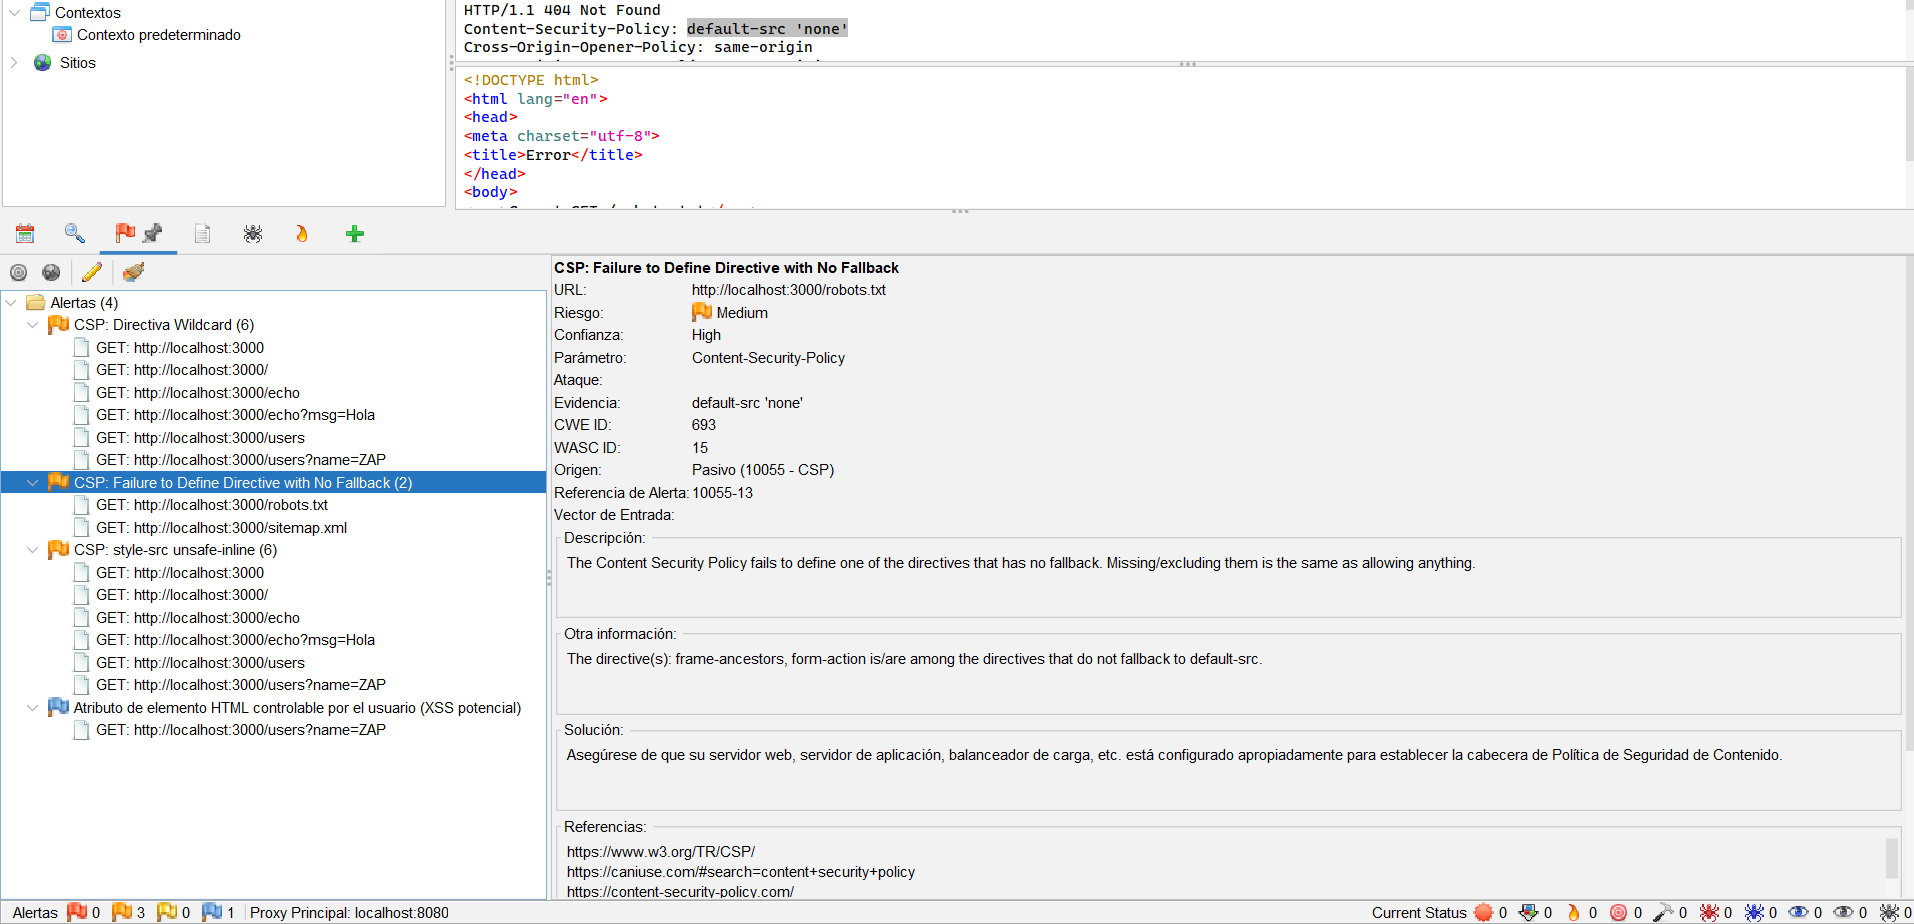 Contextos
Contexto predeterminado
Sitios
HTTP/1.1 404 Not Found
Content-Security-Policy: default-src 'none'
Cross-Origin-Opener-Policy: same-origin
<!DOCTYPE html>
<html lang="en">
<head>
<meta charset="utf-8">
<title>Error</title>
</head>
<body>
Alertas (4)
CSP: Directiva Wildcard (6)
GET: http://localhost:3000
GET: http://localhost:3000/
GET: http://localhost:3000/echo
GET: http://localhost:3000/echo?msg=Hola
GET: http://localhost:3000/users
GET: http://localhost:3000/users?name=ZAP
CSP: Failure to Define Directive with No Fallback (2)
GET: http://localhost:3000/robots.txt
GET: http://localhost:3000/sitemap.xml
CSP: style-src unsafe-inline (6)
GET: http://localhost:3000
GET: http://localhost:3000/
GET: http://localhost:3000/echo
GET: http://localhost:3000/echo?msg=Hola
GET: http://localhost:3000/users
GET: http://localhost:3000/users?name=ZAP
Atributo de elemento HTML controlable por el usuario (XSS potencial)
GET: http://localhost:3000/users?name=ZAP
CSP: Failure to Define Directive with No Fallback
URL: http://localhost:3000/robots.txt
Riesgo: Medium
Confianza: High
Parámetro: Content-Security-Policy
Ataque:
Evidencia: default-src 'none'
CWE ID: 693
WASC ID: 15
Origen: Pasivo (10055 - CSP)
Referencia de Alerta: 10055-13
Vector de Entrada:
Descripción:
The Content Security Policy fails to define one of the directives that has no fallback. Missing/excluding them is the same as allowing anything.
Otra información:
The directive(s): frame-ancestors, form-action is/are among the directives that do not fallback to default-src.
Solución:
Asegúrese de que su servidor web, servidor de aplicación, balanceador de carga, etc. está configurado apropiadamente para establecer la cabecera de Política de Seguridad de Contenido.
Referencias:
https://www.w3.org/TR/CSP/
https://caniuse.com/#search=content+security+policy
https://content-security-policy.com/
Alertas 0 3 0 1 Proxy Principal: localhost:8080
Current Status 0 0 0 0 0 0 0 0 0 0